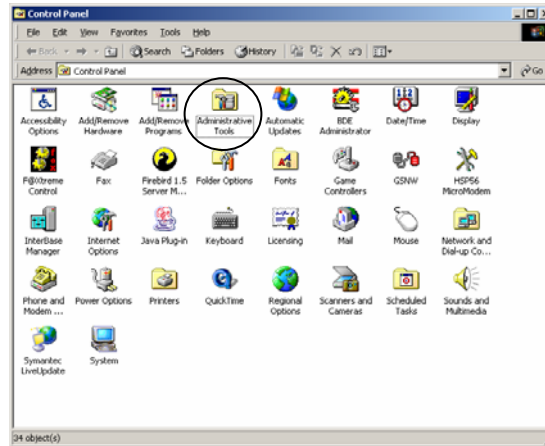 Control Panel
File Edit View Favorites Tools Help
Back Search Folders History
Address Control Panel Go
Accessibility Options
Add/Remove Hardware
Add/Remove Programs
Administrative Tools
Automatic Updates
BDE Administrator
Date/Time
Display
Control
Fax
Firebird 1.5 Server M...
Folder Options
Fonts
Game Controllers
GSNW
HSP56 MicroModem
InterBase Manager
Internet Options
Java Plug-in
Keyboard
Licensing
Mail
Mouse
Network and Dial-up Co...
Phone and Modem ...
Power Options
Printers
QuickTime
Regional Options
Scanners and Cameras
Scheduled Tasks
Sounds and Multimedia
Symantec LiveUpdate
System
34 object(s)